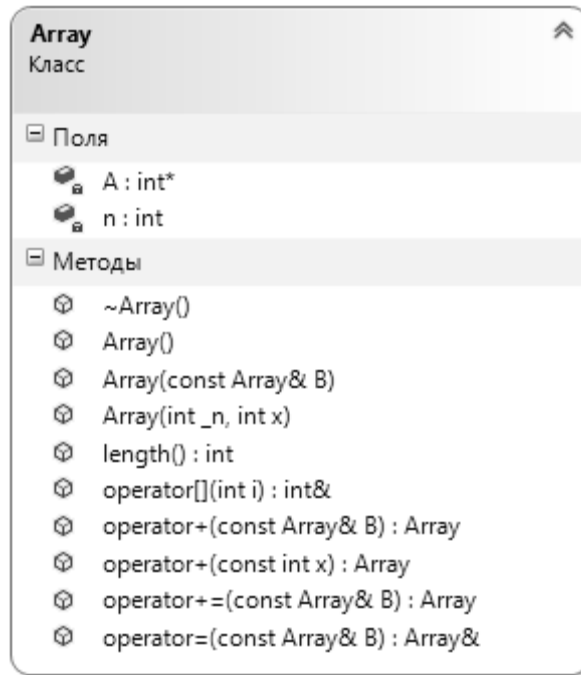 Array
Класс
Поля
A : int*
n : int
Методы
~Array()
Array()
Array(const Array& B)
Array(int _n, int x)
length() : int
operator[](int i) : int&
operator+(const Array& B) : Array
operator+(const int x) : Array
operator+=(const Array& B) : Array
operator=(const Array& B) : Array&